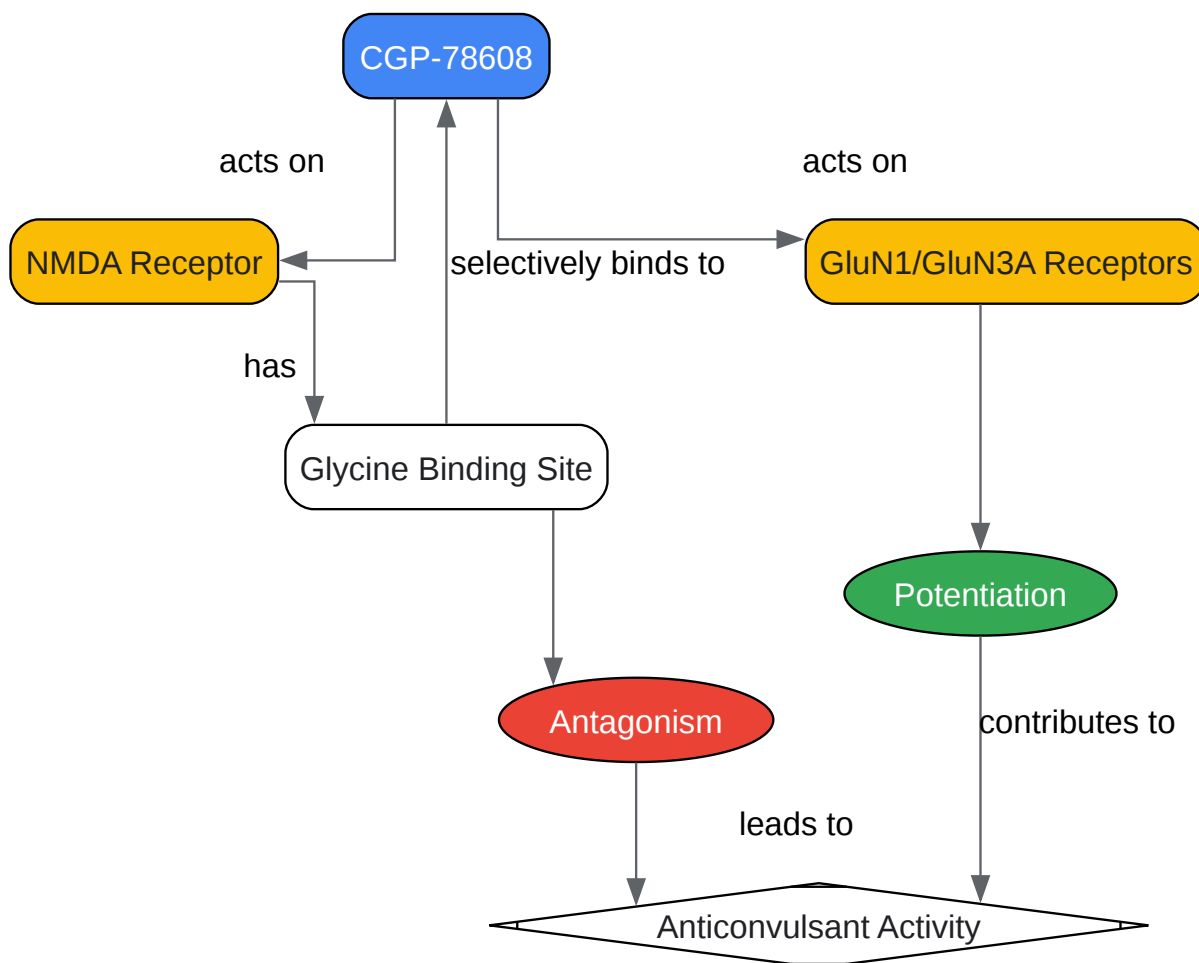 CGP-78608
acts on
acts on
NMDA Receptor
selectively binds to
GluN1/GluN3A Receptors
has
Glycine Binding Site
Potentiation
Antagonism
contributes to
leads to
Anticonvulsant Activity